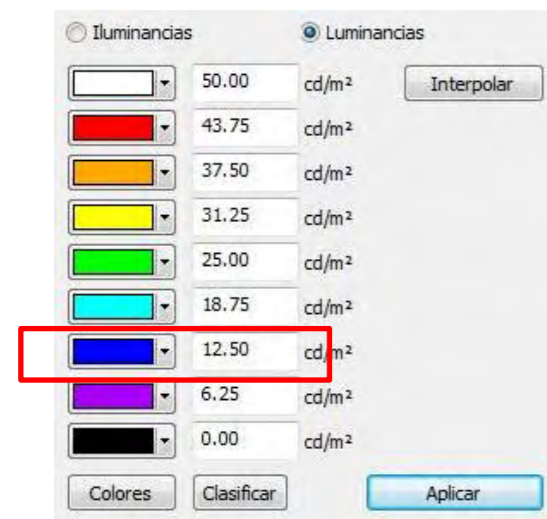 Iluminancias Luminancias
50.00 cd/m² Interpolar
43.75 cd/m²
37.50 cd/m²
31.25 cd/m²
25.00 cd/m²
18.75 cd/m²
12.50 cd/m²
6.25 cd/m²
0.00 cd/m²
Colores Clasificar Aplicar